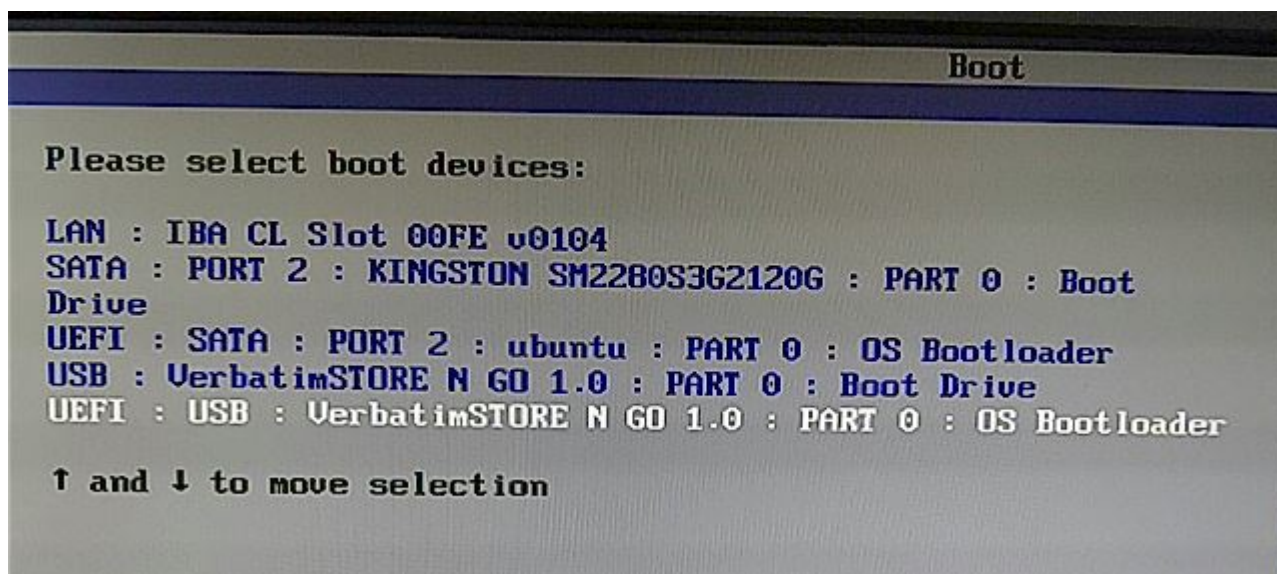 Boot
Please select boot devices:
LAN : IBA CL Slot 00FE v0104
SATA : PORT 2 : KINGSTON SM2280S3G2120G : PART 0 : Boot
Drive
UEFI : SATA : PORT 2 : ubuntu : PART 0 : OS Bootloader
USB : VerbatimSTORE N GO 1.0 : PART 0 : Boot Drive
UEFI : USB : VerbatimSTORE N GO 1.0 : PART 0 : OS Bootloader
↑ and ↓ to move selection